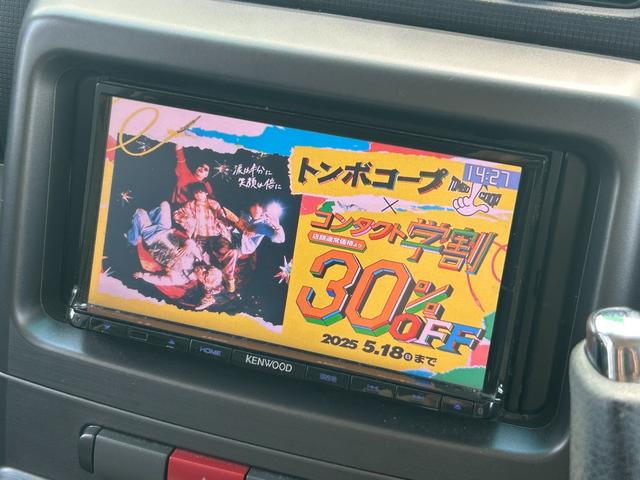 涙は半分に
笑顔は倍に
トンボコープ
14:27
×
コンタクト学割
店頭通常価格より
30%OFF
2025 5.18日まで
HOME
KENWOOD